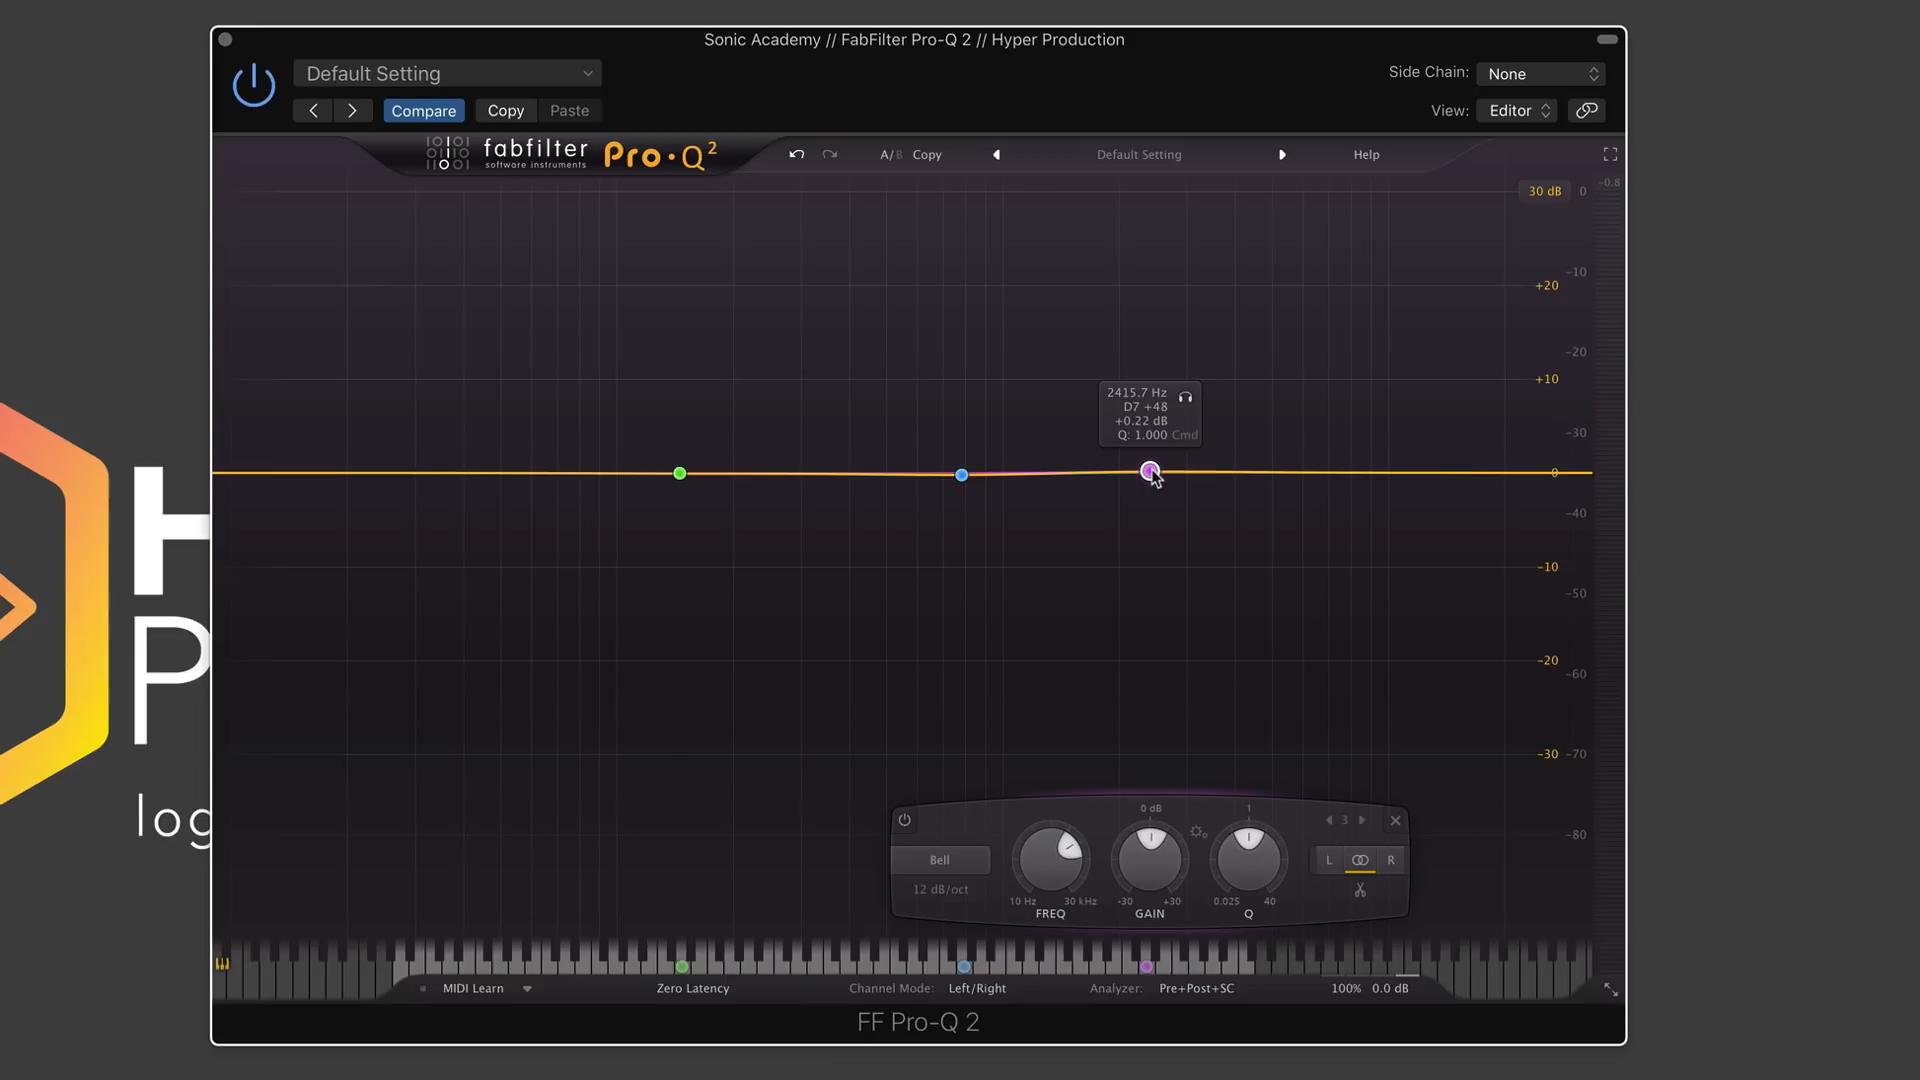 Sonic Academy // FabFilter Pro-Q 2 // Hyper Production
Default Setting
Side Chain: None
Compare Copy Paste
View: Editor
fabfilter
software instruments
Pro·Q 2
A/B Copy
Default Setting
Help
30 dB 0 -0.8
-10
+20
-20
+10
2415.7 Hz
D7 +48
+0.22 dB
Q: 1.000 Cmd
-30
0
-40
-10
-50
-20
-60
-30 -70
-80
H
P
log
0 dB 1
3
Bell
L R
12 dB/oct
10 Hz 30 kHz -30 +30 0.025 40
FREQ GAIN Q
MIDI Learn Zero Latency Channel Mode: Left/Right Analyzer: Pre+Post+SC 100% 0.0 dB
FF Pro-Q 2